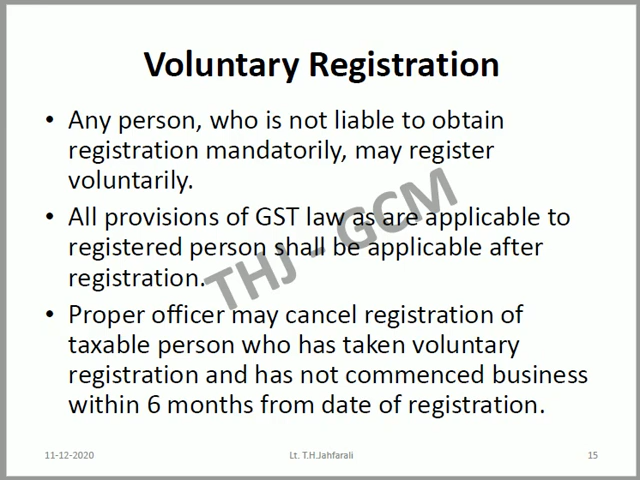 Voluntary Registration
• Any person, who is not liable to obtain
registration mandatorily, may register
voluntarily.
• All provisions of GST law as are applicable to
registered person shall be applicable after
registration.
THJ - GCM
• Proper officer may cancel registration of
taxable person who has taken voluntary
registration and has not commenced business
within 6 months from date of registration.
11-12-2020
Lt. T.H.Jahfarali
15